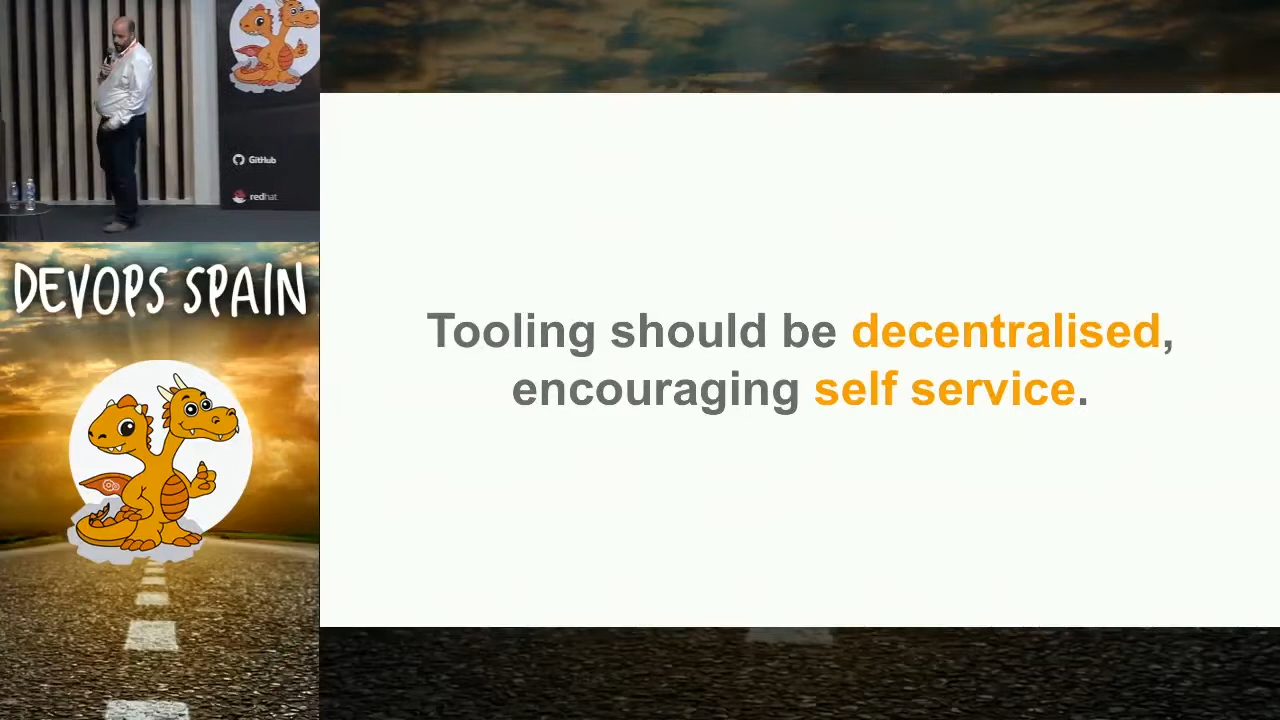 GitHub
redhat
DEVOPS SPAIN
Tooling should be decentralised,
encouraging self service.